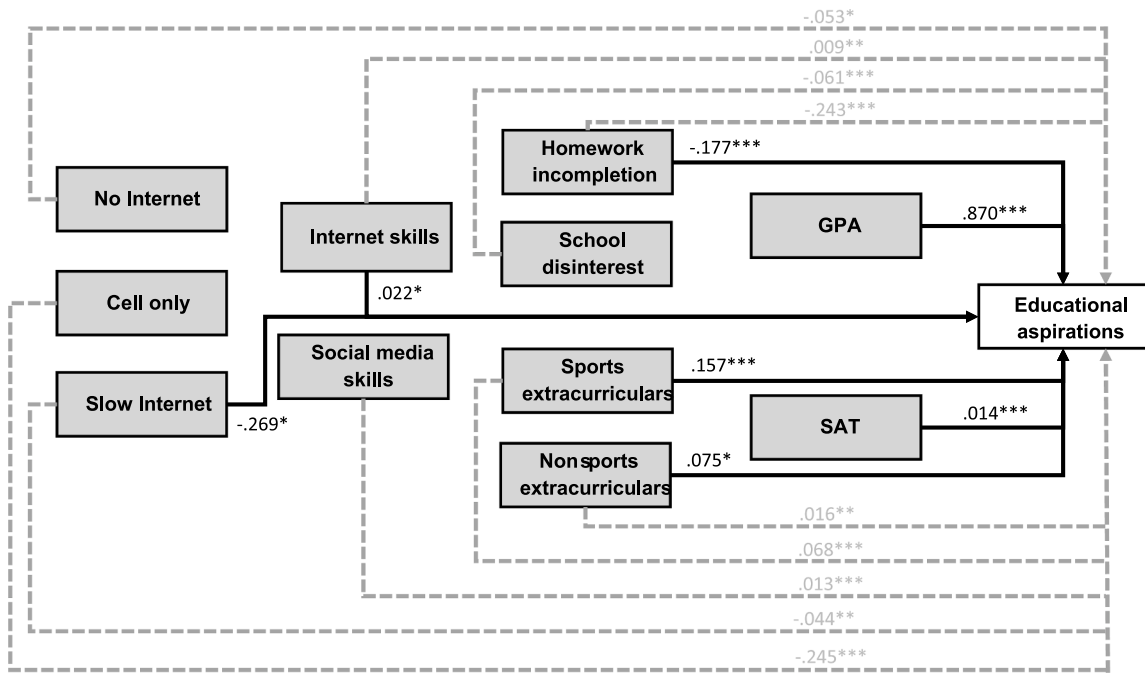 -.053*
.009**
-.061***
-.243***
Homework
incompletion
-.177***
No Internet
Internet skills
GPA
.870***
School
disinterest
Cell only
.022*
Educational
aspirations
Social media
skills
Sports
extracurriculars
.157***
Slow Internet
-.269*
SAT
.014***
Nonsports
extracurriculars
.075*
.016**
.068***
.013***
-.044**
-.245***